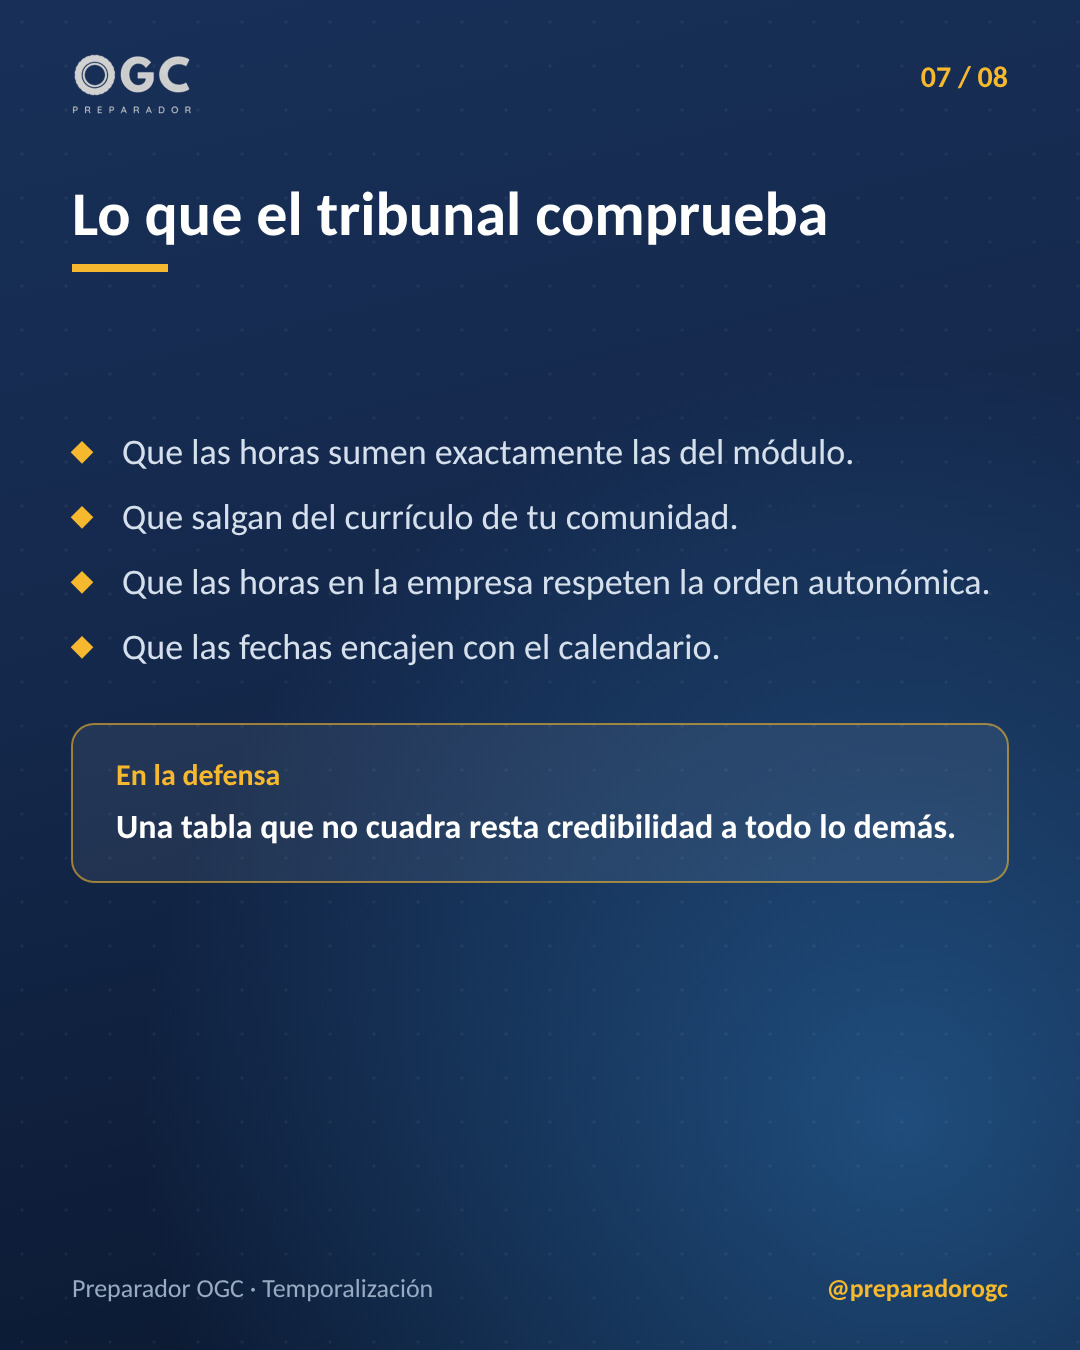 OGC
PREPARADOR
07 / 08
Lo que el tribunal comprueba
Que las horas sumen exactamente las del módulo.
Que salgan del currículo de tu comunidad.
Que las horas en la empresa respeten la orden autonómica.
Que las fechas encajen con el calendario.
En la defensa
Una tabla que no cuadra resta credibilidad a todo lo demás.
Preparador OGC · Temporalización
@preparadorogc